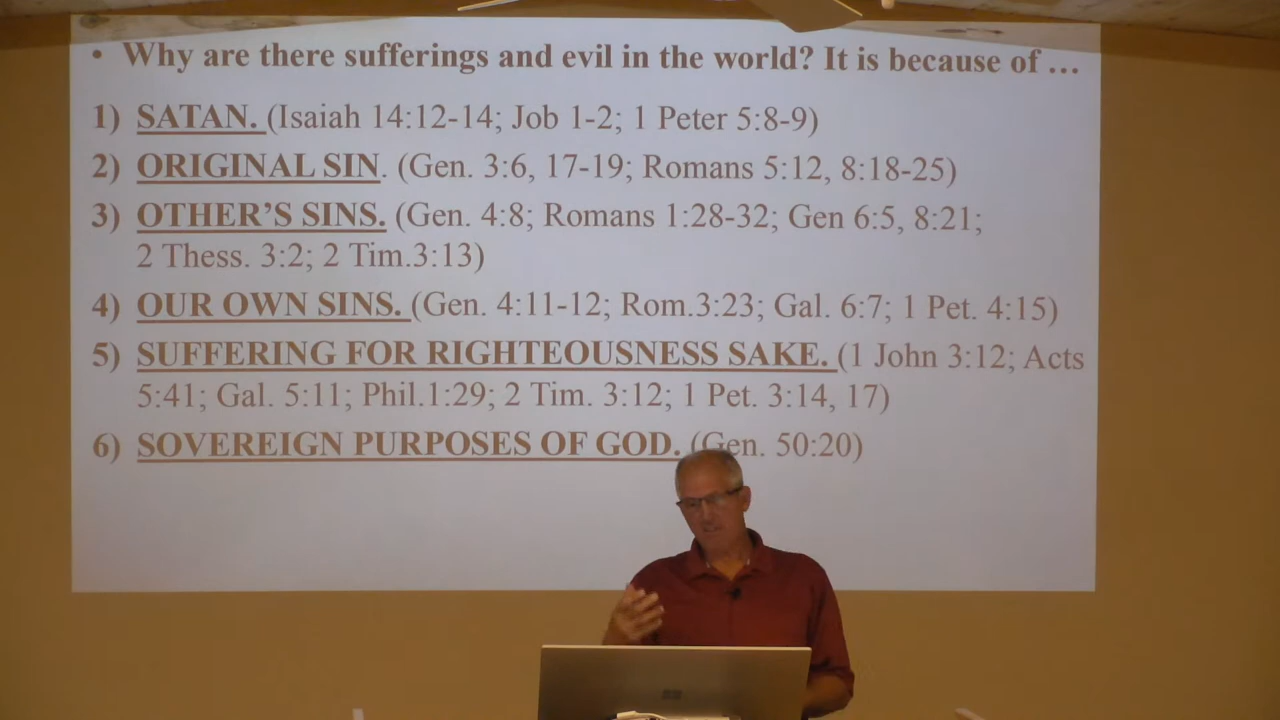 • Why are there sufferings and evil in the world? It is because of …
1) SATAN. (Isaiah 14:12-14; Job 1-2; 1 Peter 5:8-9)
2) ORIGINAL SIN. (Gen. 3:6, 17-19; Romans 5:12, 8:18-25)
3) OTHER’S SINS. (Gen. 4:8; Romans 1:28-32; Gen 6:5, 8:21;
2 Thess. 3:2; 2 Tim.3:13)
4) OUR OWN SINS. (Gen. 4:11-12; Rom.3:23; Gal. 6:7; 1 Pet. 4:15)
5) SUFFERING FOR RIGHTEOUSNESS SAKE. (1 John 3:12; Acts
5:41; Gal. 5:11; Phil.1:29; 2 Tim. 3:12; 1 Pet. 3:14, 17)
6) SOVEREIGN PURPOSES OF GOD. (Gen. 50:20)